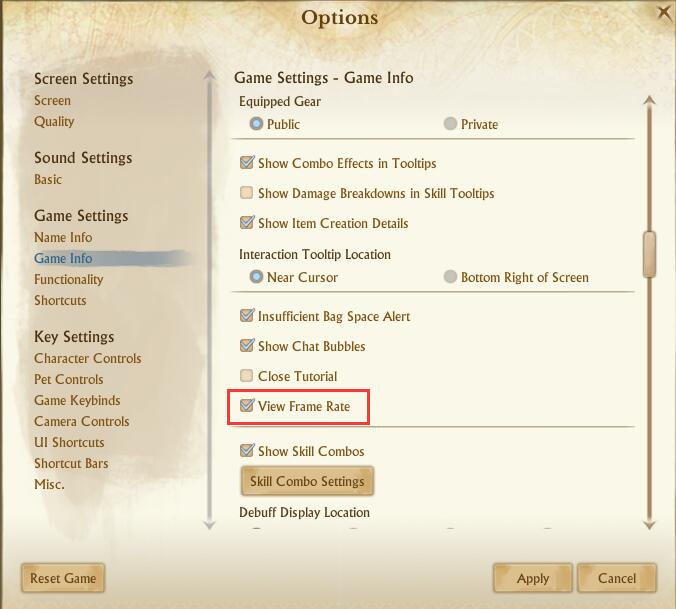 Options
Screen Settings
Screen
Quality
Sound Settings
Basic
Game Settings
Name Info
Game Info
Functionality
Shortcuts
Key Settings
Character Controls
Pet Controls
Game Keybinds
Camera Controls
UI Shortcuts
Shortcut Bars
Misc.
Game Settings - Game Info
Equipped Gear
Public Private
Show Combo Effects in Tooltips
Show Damage Breakdowns in Skill Tooltips
Show Item Creation Details
Interaction Tooltip Location
Near Cursor Bottom Right of Screen
Insufficient Bag Space Alert
Show Chat Bubbles
Close Tutorial
View Frame Rate
Show Skill Combos
Skill Combo Settings
Debuff Display Location
Reset Game Apply Cancel